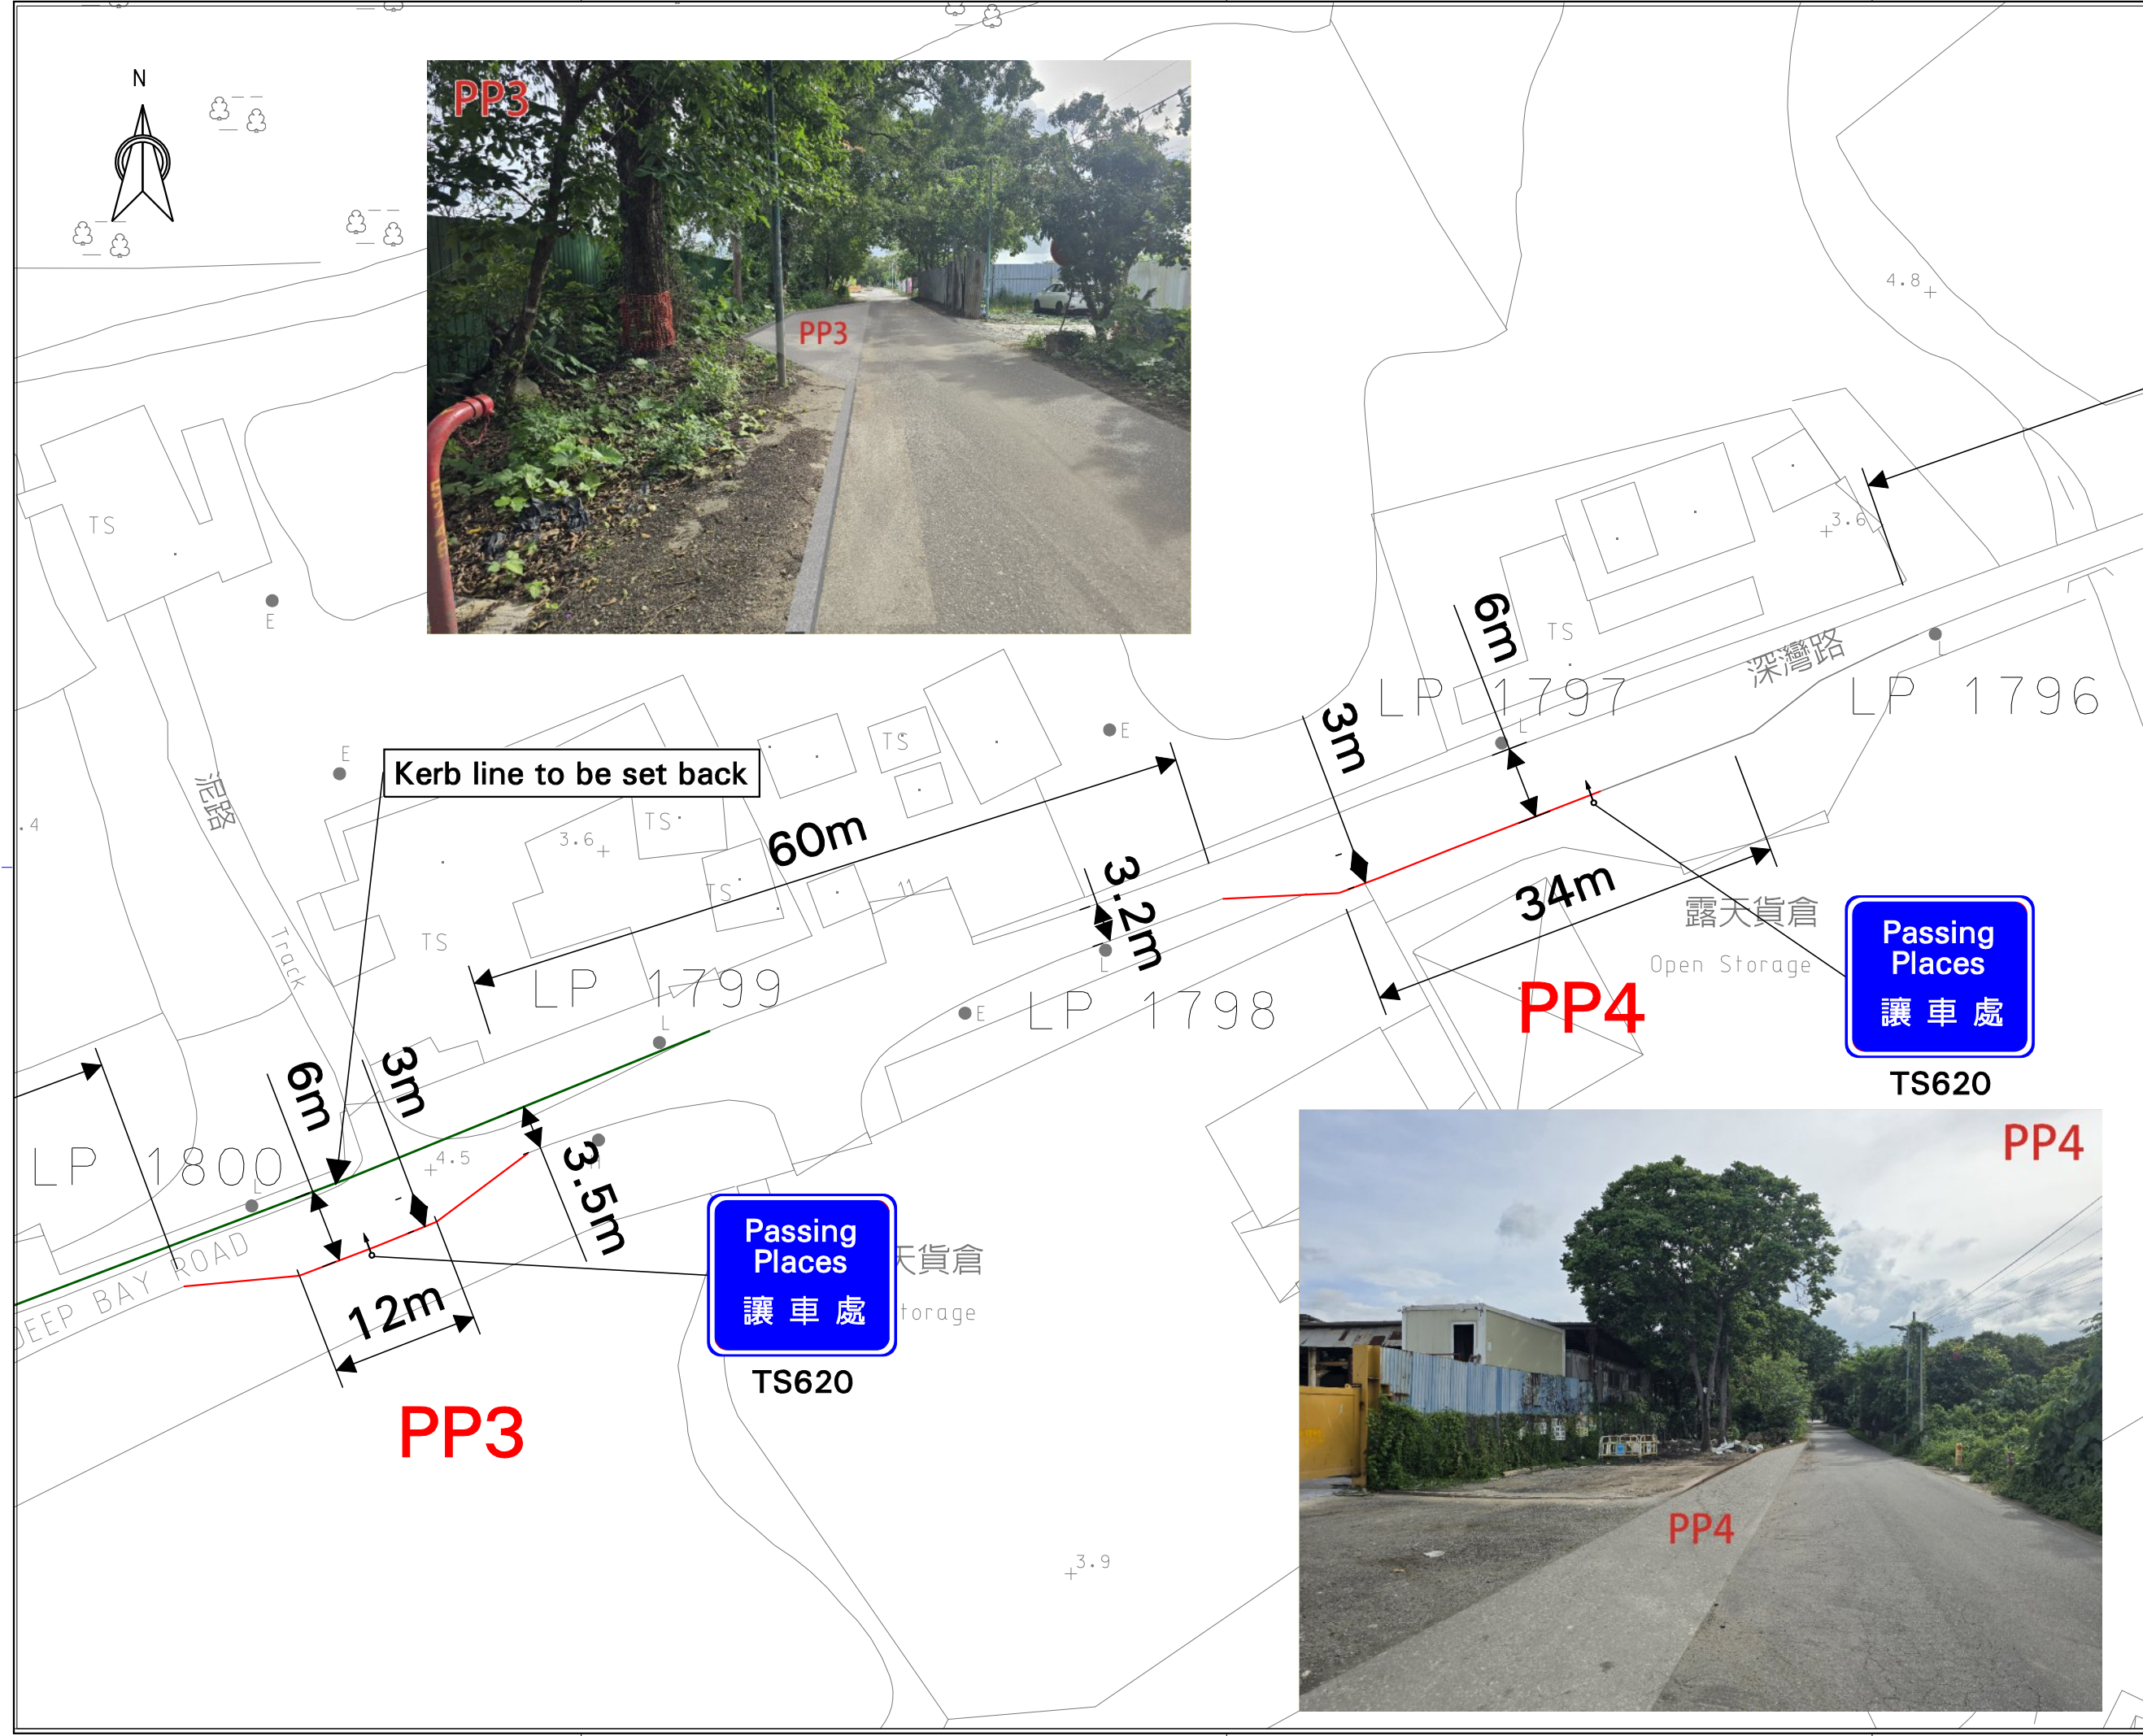 N
PP3
PP3
4.8
3.6
TS
6m
TS
深灣路
LP 1797
L
LP 1796
L
3m
E
E
E
TS
Kerb line to be set back
泥路
.4
TS
3.6
60m
TS
11
3.2m
34m
露天貨倉
Open Storage
Passing
Places
讓車處
TS620
Track
TS
LP 1799
L
L
E
LP 1798
PP4
6m
3m
LP 1800
L
4.5
3.5m
DEEP BAY ROAD
12m
Passing
Places
讓車處
TS620
天貨倉
torage
PP3
3.9
PP4
PP4